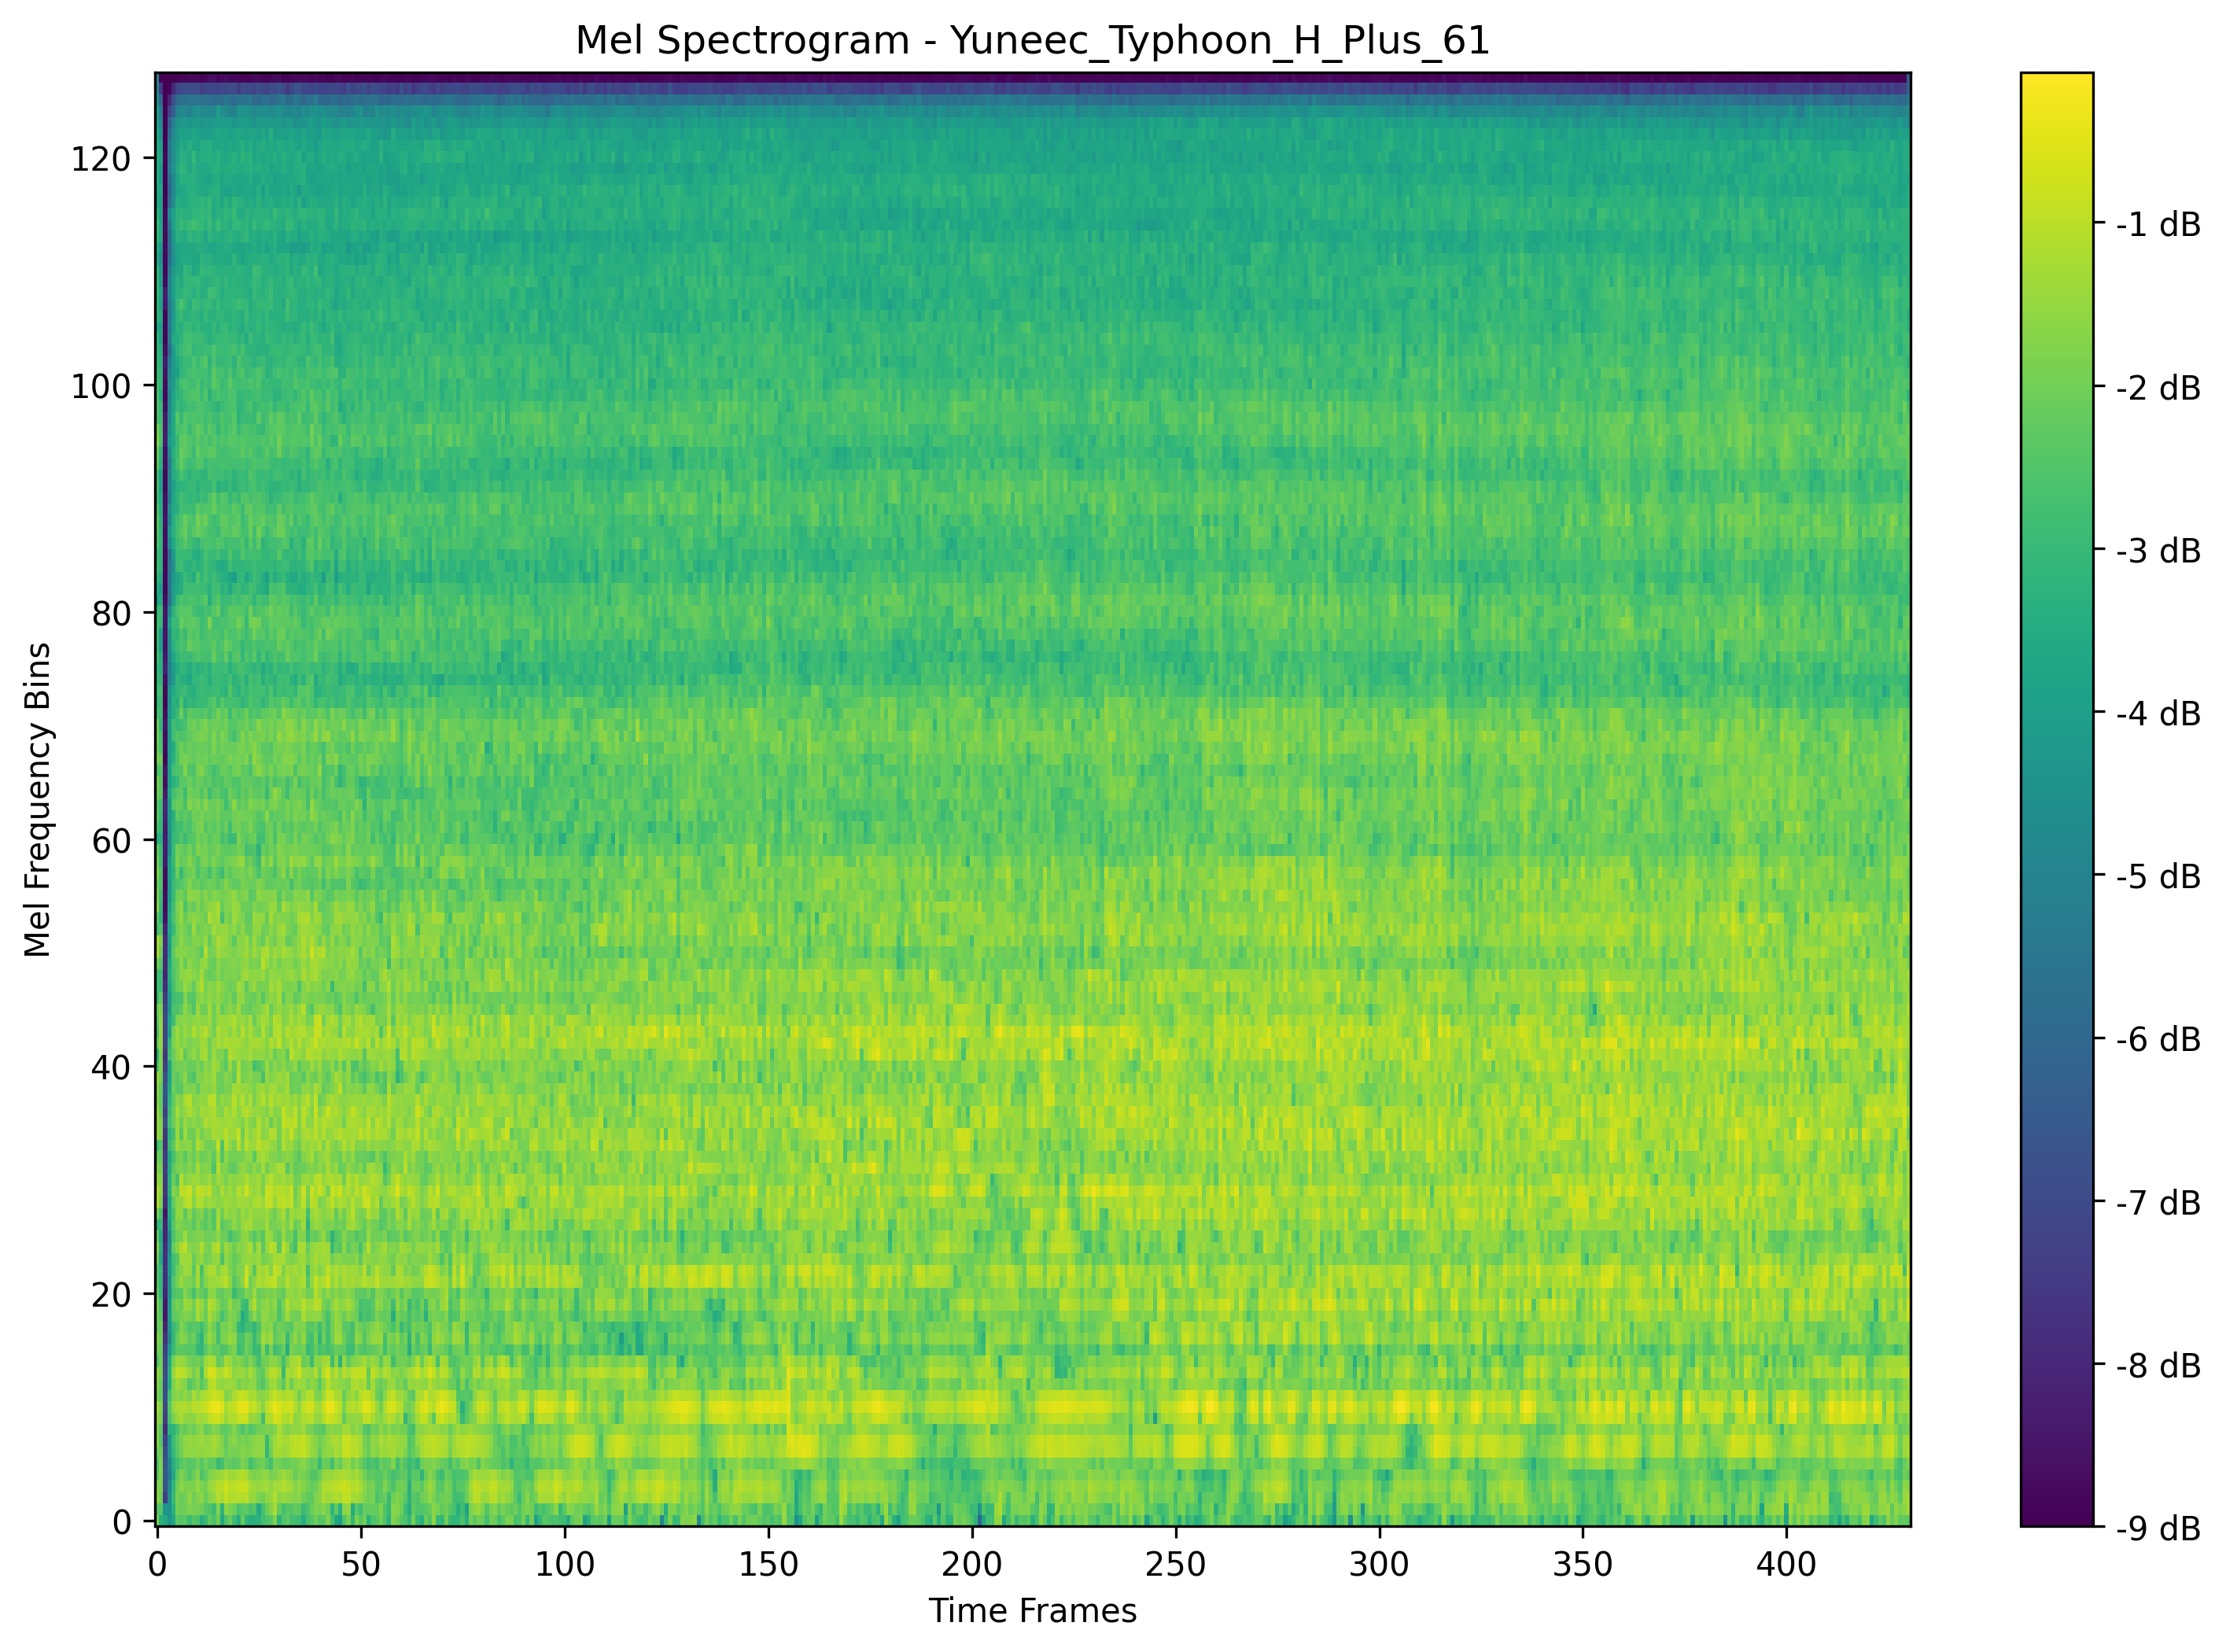 Mel Spectrogram - Yuneec_Typhoon_H_Plus_61
Mel Frequency Bins
120
100
80
60
40
20
0
0 50 100 150 200 250 300 350 400
Time Frames
-1 dB
-2 dB
-3 dB
-4 dB
-5 dB
-6 dB
-7 dB
-8 dB
-9 dB